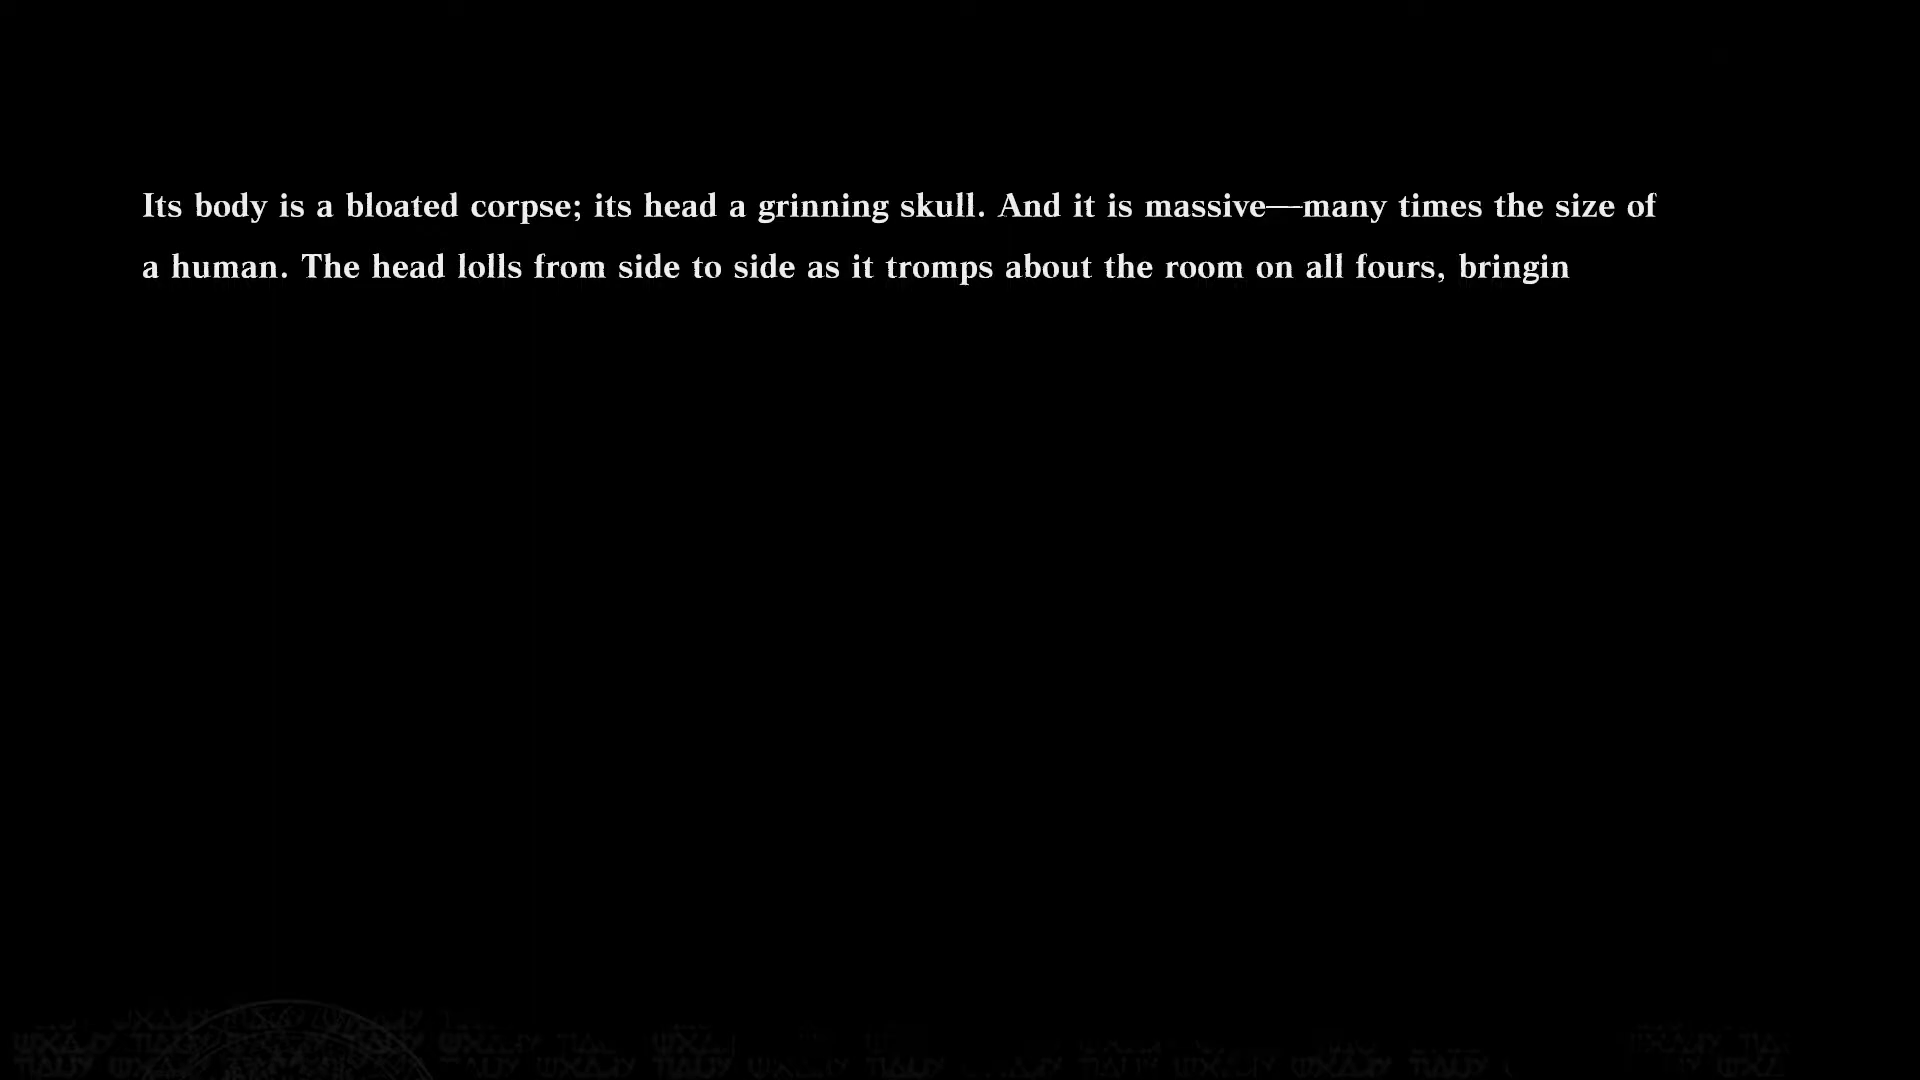 Its body is a bloated corpse; its head a grinning skull. And it is massive—many times the size of
a human. The head lolls from side to side as it tromps about the room on all fours, bringin